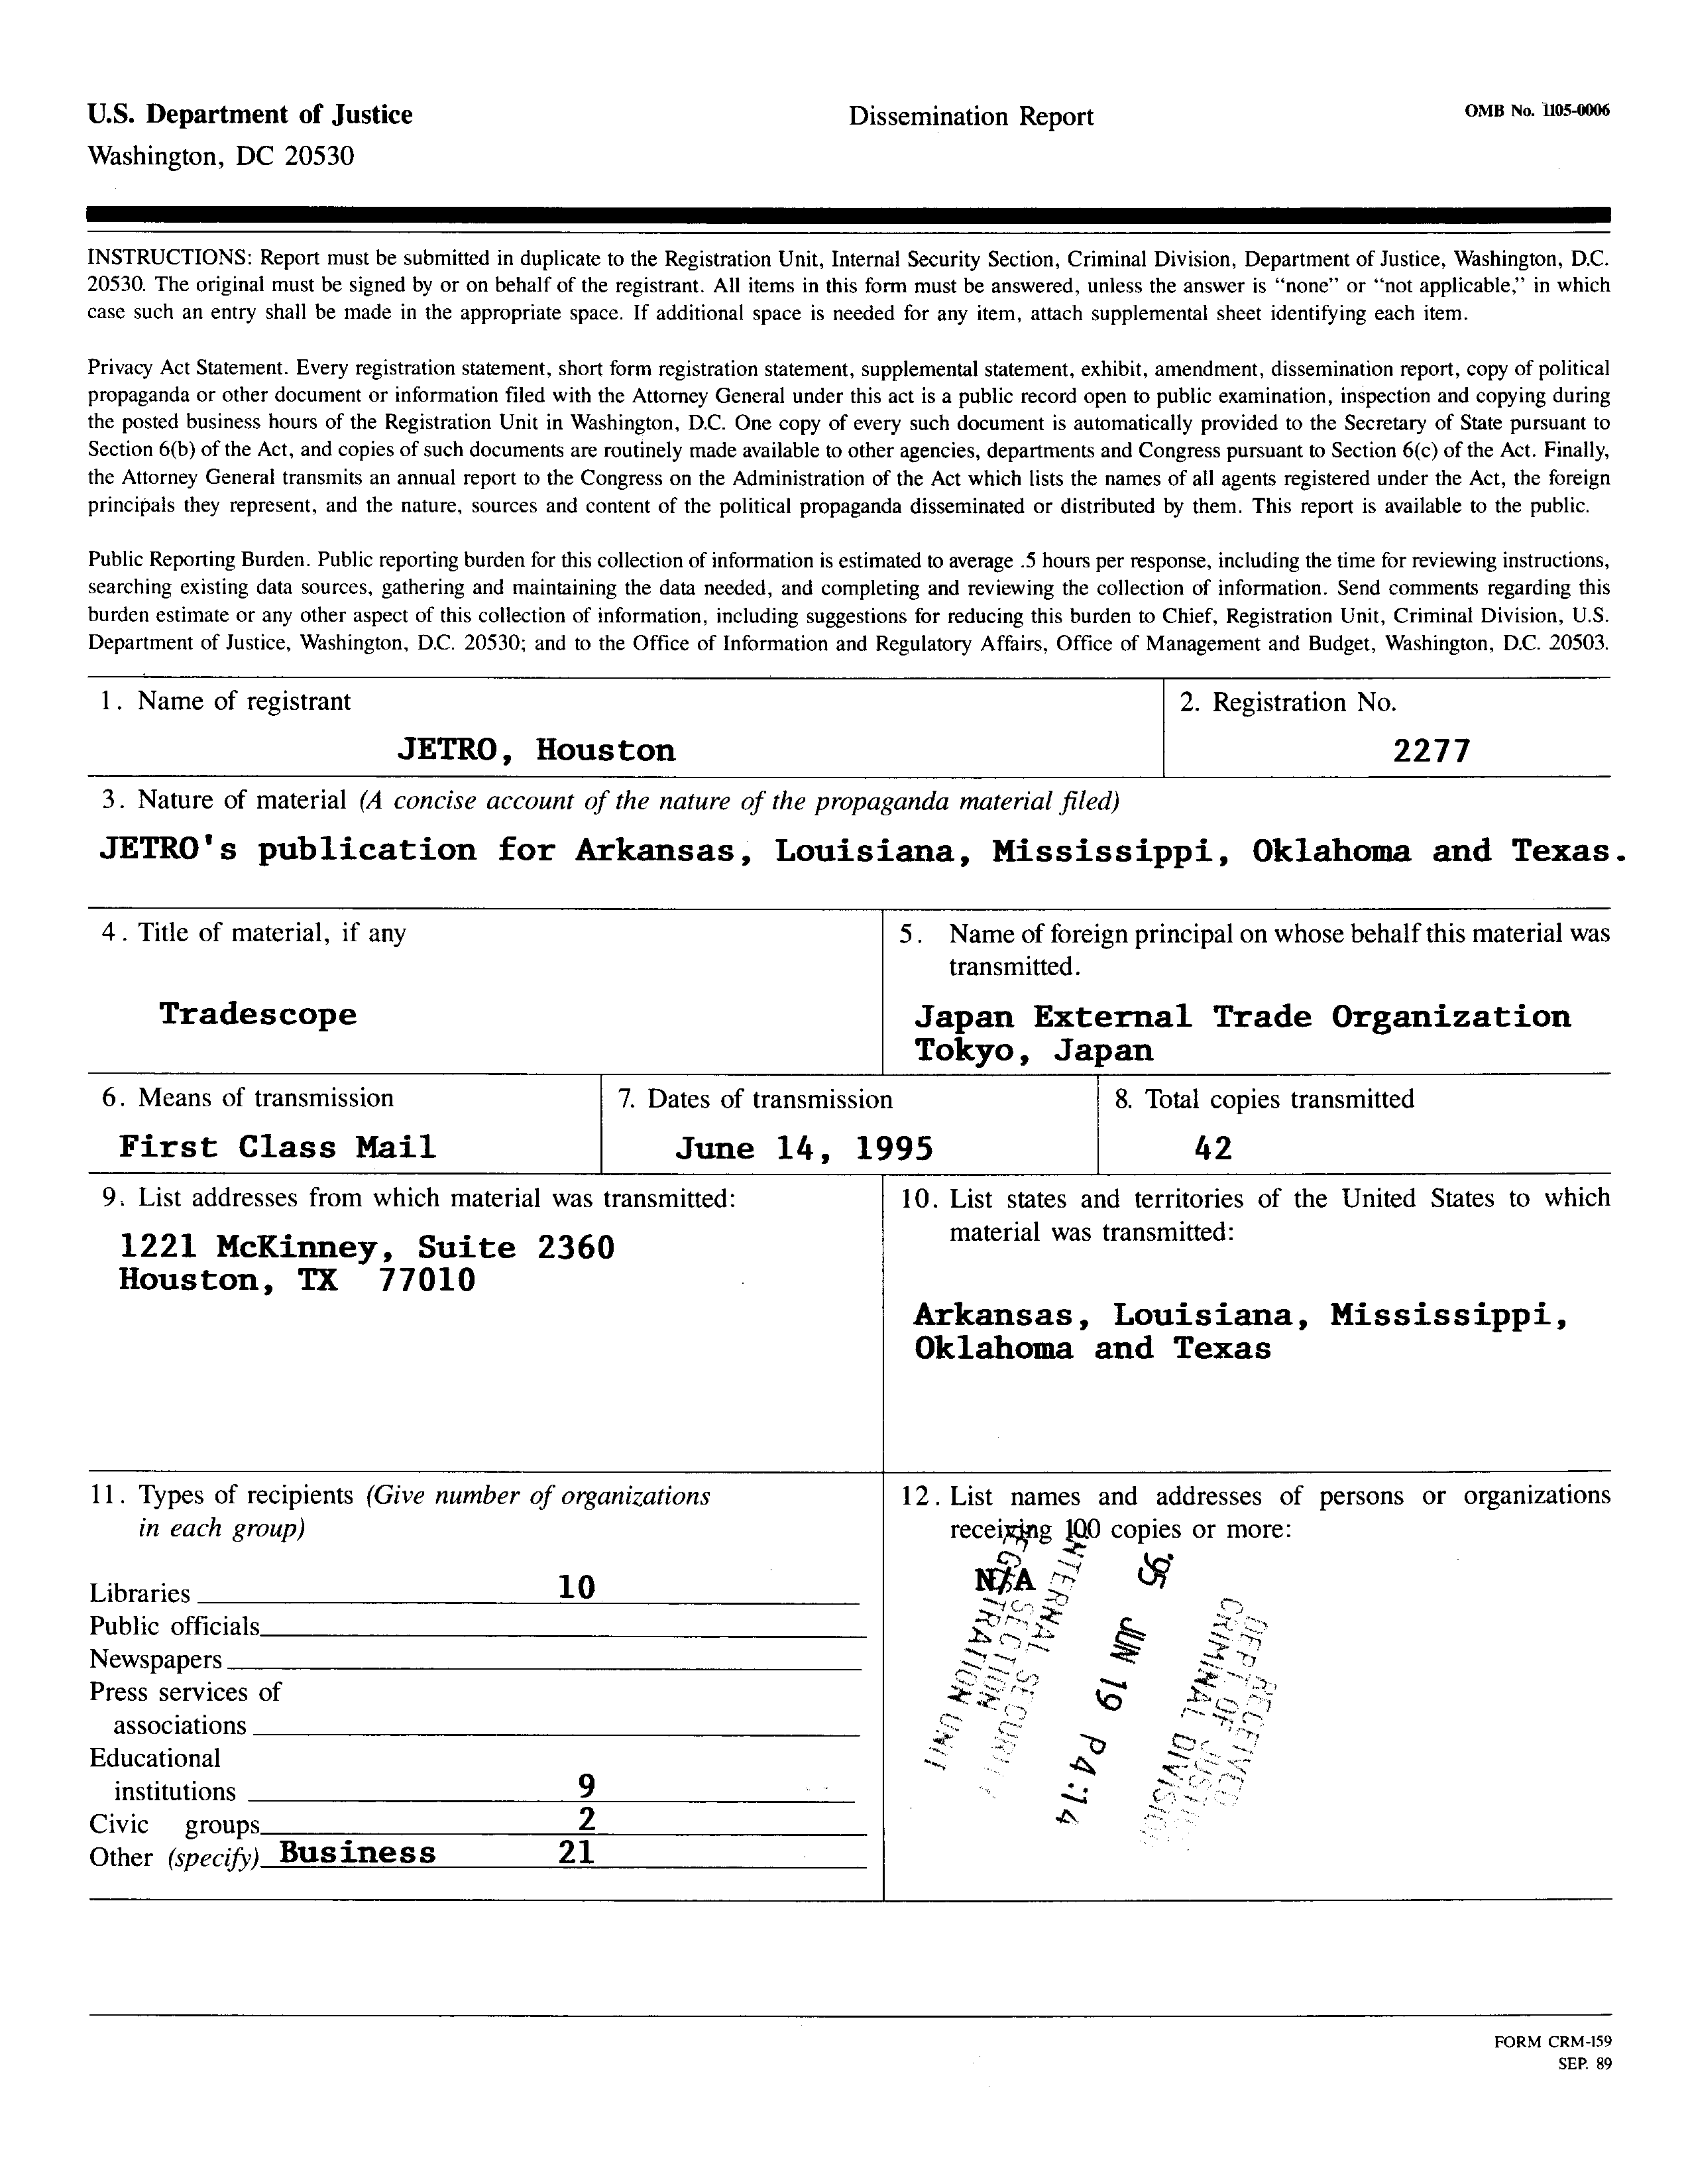 U.S. Department of Justice
Washington, DC 20530
Dissemination Report
OMB No. 1105-0006
INSTRUCTIONS: Report must be submitted in duplicate to the Registration Unit, Internal Security Section, Criminal Division, Department of Justice, Washington, D.C.
20530. The original must be signed by or on behalf of the registrant. All items in this form must be answered, unless the answer is “none” or “not applicable,” in which
case such an entry shall be made in the appropriate space. If additional space is needed for any item, attach supplemental sheet identifying each item.
Privacy Act Statement. Every registration statement, short form registration statement, supplemental statement, exhibit, amendment, dissemination report, copy of political
propaganda or other document or information filed with the Attorney General under this act is a public record open to public examination, inspection and copying during
the posted business hours of the Registration Unit in Washington, D.C. One copy of every such document is automatically provided to the Secretary of State pursuant to
Section 6(b) of the Act, and copies of such documents are routinely made available to other agencies, departments and Congress pursuant to Section 6(c) of the Act. Finally,
the Attorney General transmits an annual report to the Congress on the Administration of the Act which lists the names of all agents registered under the Act, the foreign
principals they represent, and the nature, sources and content of the political propaganda disseminated or distributed by them. This report is available to the public.
Public Reporting Burden. Public reporting burden for this collection of information is estimated to average .5 hours per response, including the time for reviewing instructions,
searching existing data sources, gathering and maintaining the data needed, and completing and reviewing the collection of information. Send comments regarding this
burden estimate or any other aspect of this collection of information, including suggestions for reducing this burden to Chief, Registration Unit, Criminal Division, U.S.
Department of Justice, Washington, D.C. 20530; and to the Office of Information and Regulatory Affairs, Office of Management and Budget, Washington, D.C. 20503.
1. Name of registrant
JETRO, Houston
2. Registration No.
2277
3. Nature of material (A concise account of the nature of the propaganda material filed)
JETRO's publication for Arkansas, Louisiana, Mississippi, Oklahoma and Texas.
4. Title of material, if any
Tradescope
5. Name of foreign principal on whose behalf this material was
transmitted.
Japan External Trade Organization
Tokyo, Japan
6. Means of transmission
First Class Mail
7. Dates of transmission
June 14, 1995
8. Total copies transmitted
42
9. List addresses from which material was transmitted:
1221 McKinney, Suite 2360
Houston, TX 77010
10. List states and territories of the United States to which
material was transmitted:
Arkansas, Louisiana, Mississippi,
Oklahoma and Texas
11. Types of recipients (Give number of organizations
in each group)
Libraries 10
Public officials
Newspapers
Press services of
associations
Educational
institutions 9
Civic groups 2
Other (specify) Business 21
12. List names and addresses of persons or organizations
receiving 100 copies or more:
N/A
RECEIVED
DEPT. OF JUSTICE
CRIMINAL DIVISION
'95 JUN 19 P4:14
INTERNAL SECURITY
SECTION
REGISTRATION UNIT
FORM CRM-159
SEP. 89